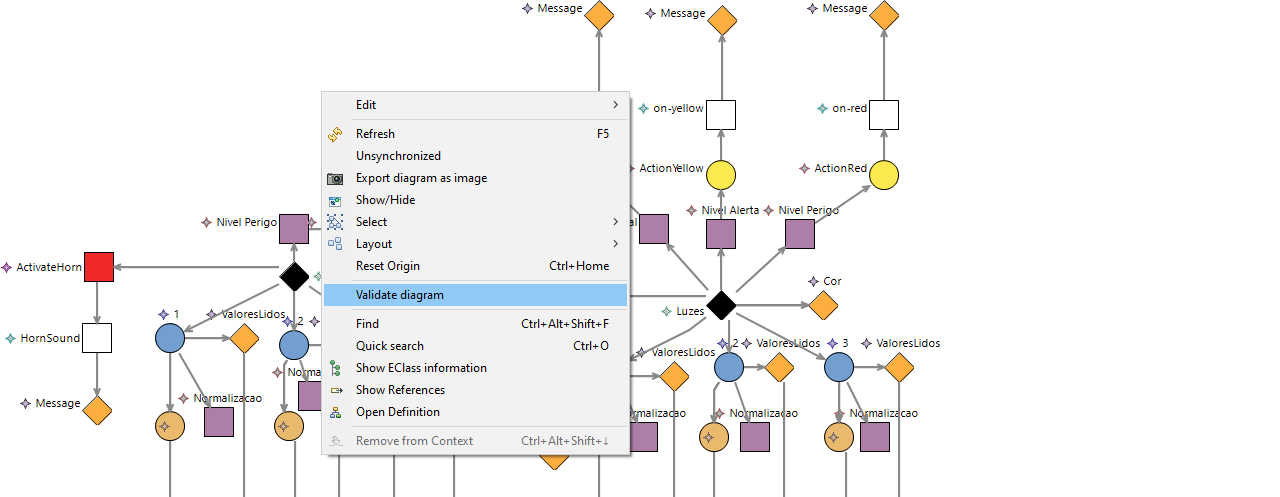 Message
Message
Message
Edit
on-yellow
on-red
Refresh F5
Unsynchronized
Export diagram as image
ActionYellow
ActionRed
Show/Hide
Nivel Perigo
Select
Nivel Alerta
Nivel Perigo
Layout
ActivateHorn
Reset Origin Ctrl+Home
Cor
Validate diagram
1
ValoresLidos
2
Luzes
Find Ctrl+Alt+Shift+F
HornSound
Quick search Ctrl+O
ValoresLidos
2
ValoresLidos
3
ValoresLidos
Show EClass information
Show References
Normalizacao
Message
Open Definition
Normalizacao
Normalizacao
Remove from Context Ctrl+Alt+Shift+↓